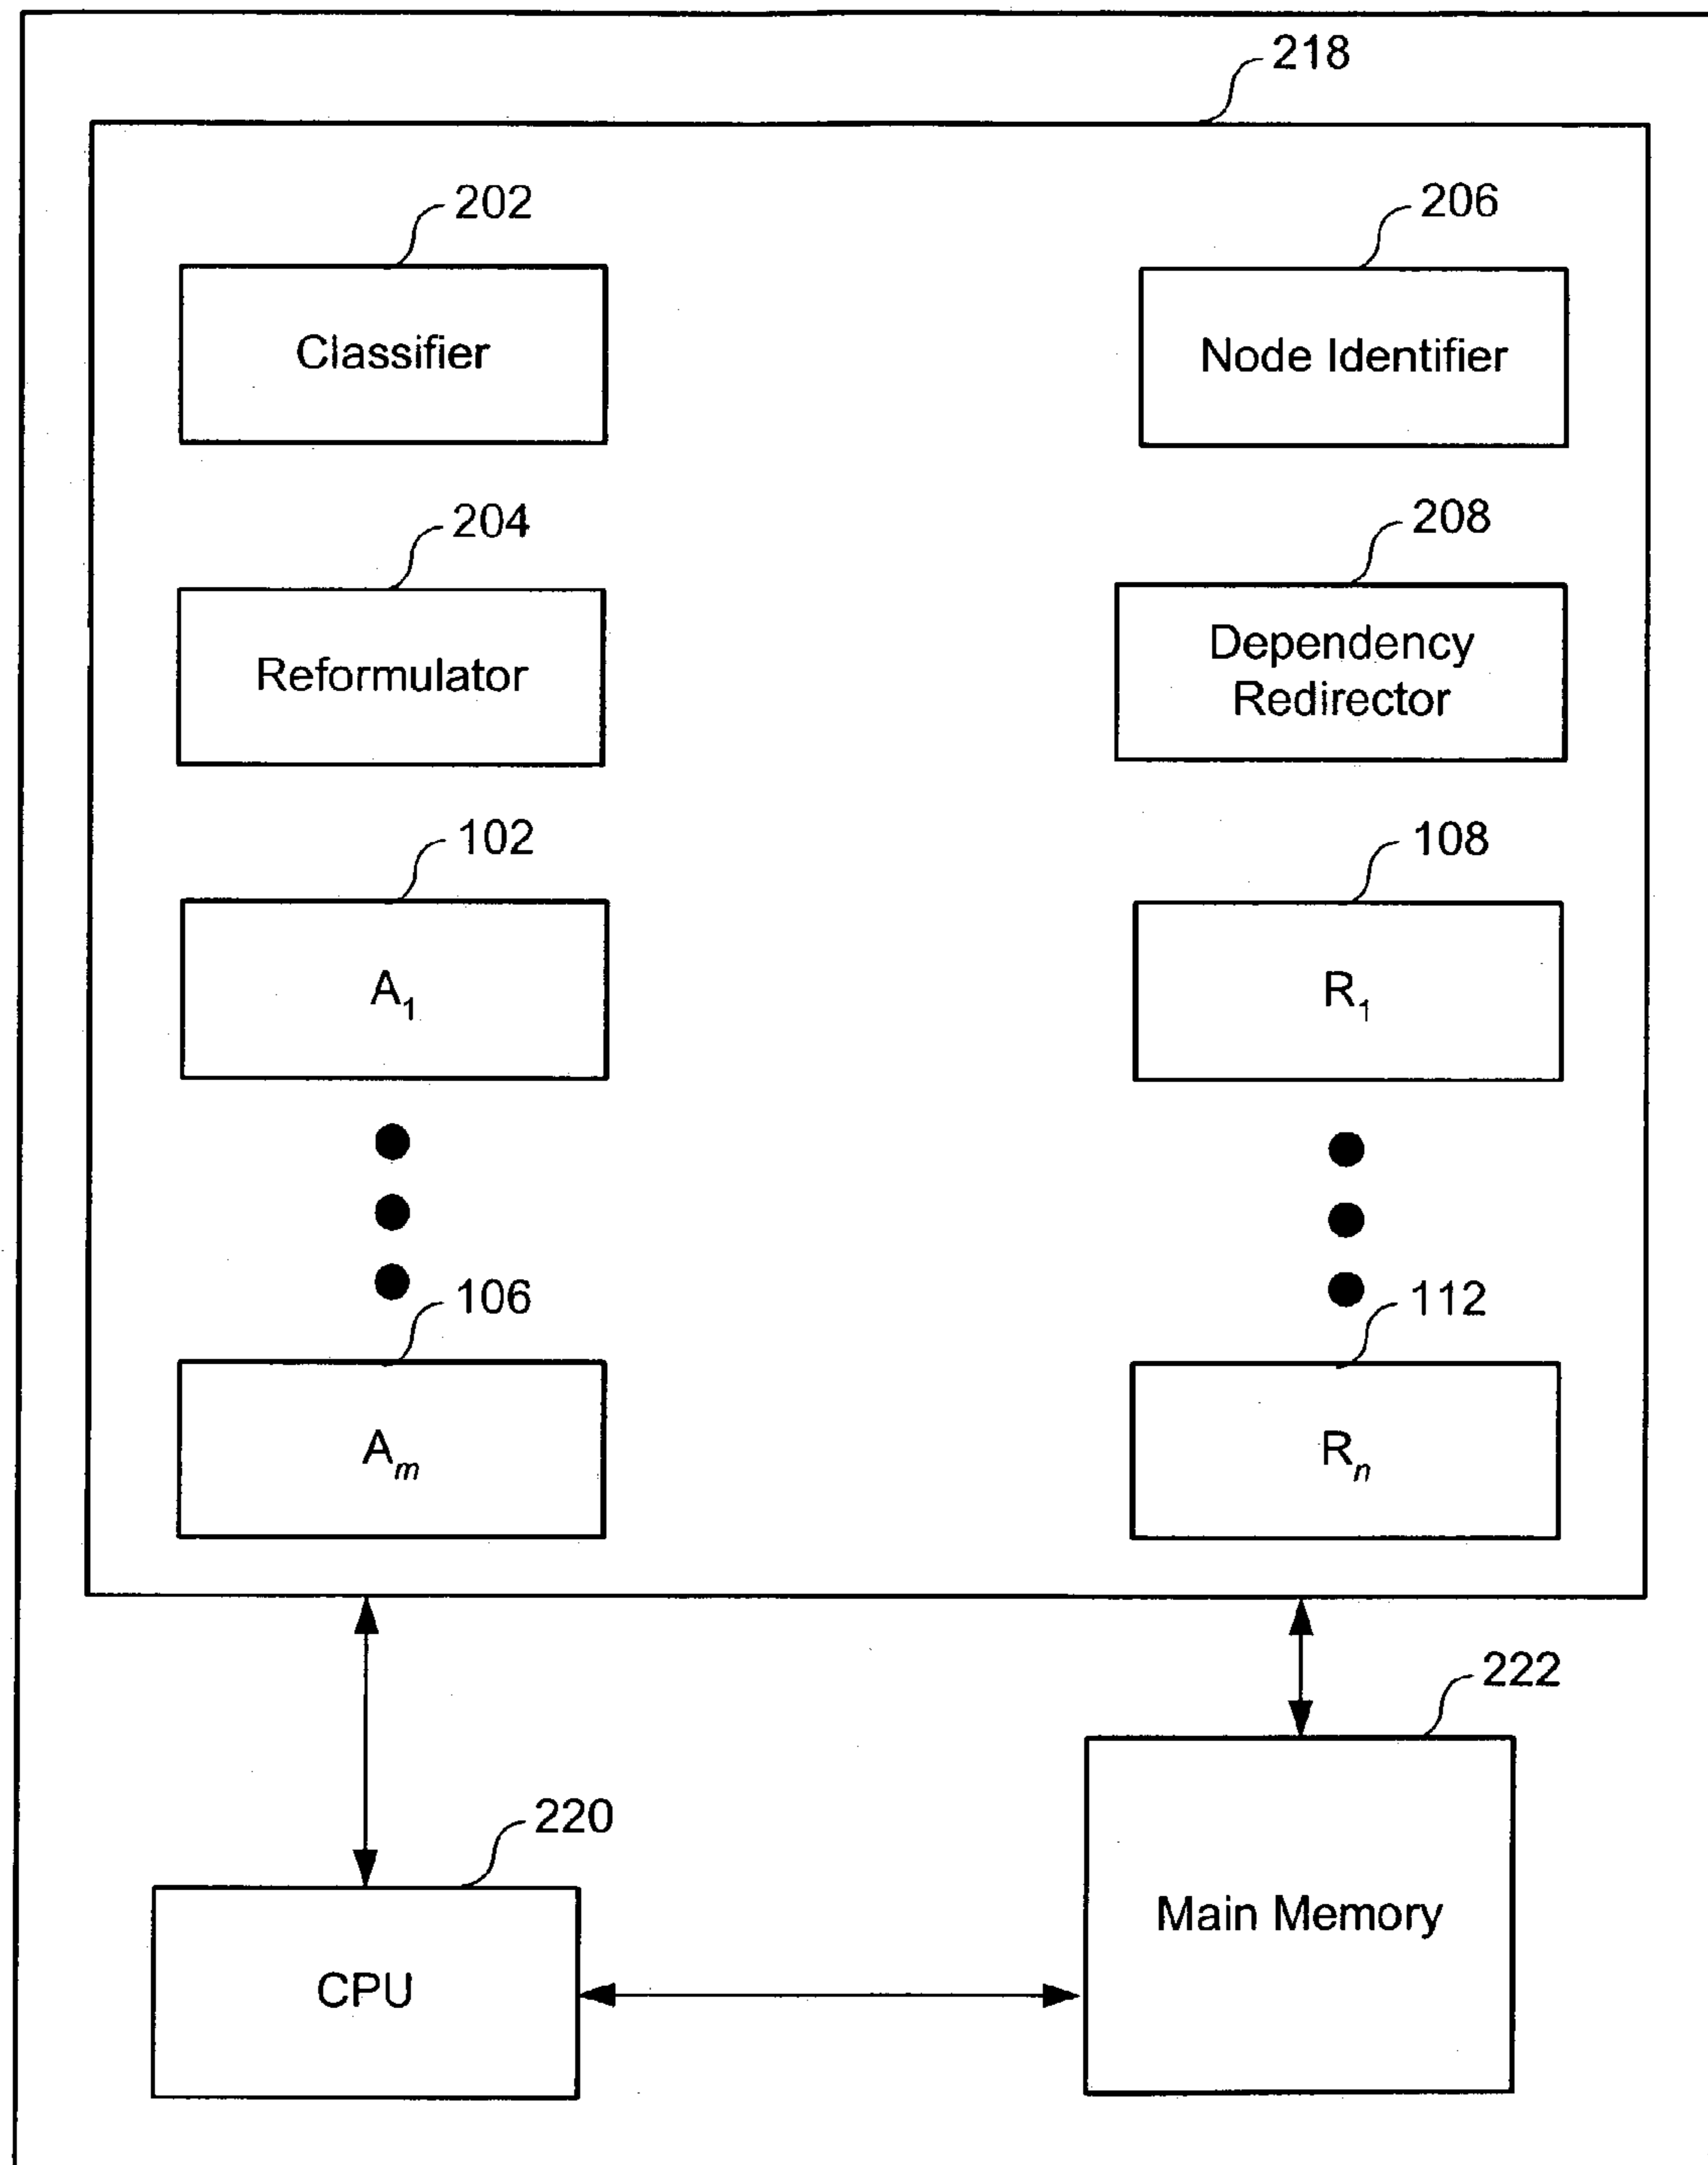 218
202
206
Classifier
Node Identifier
204
208
Reformulator
Dependency
Redirector
102
108
A1
R1
106
112
Am
Rn
222
220
Main Memory
CPU